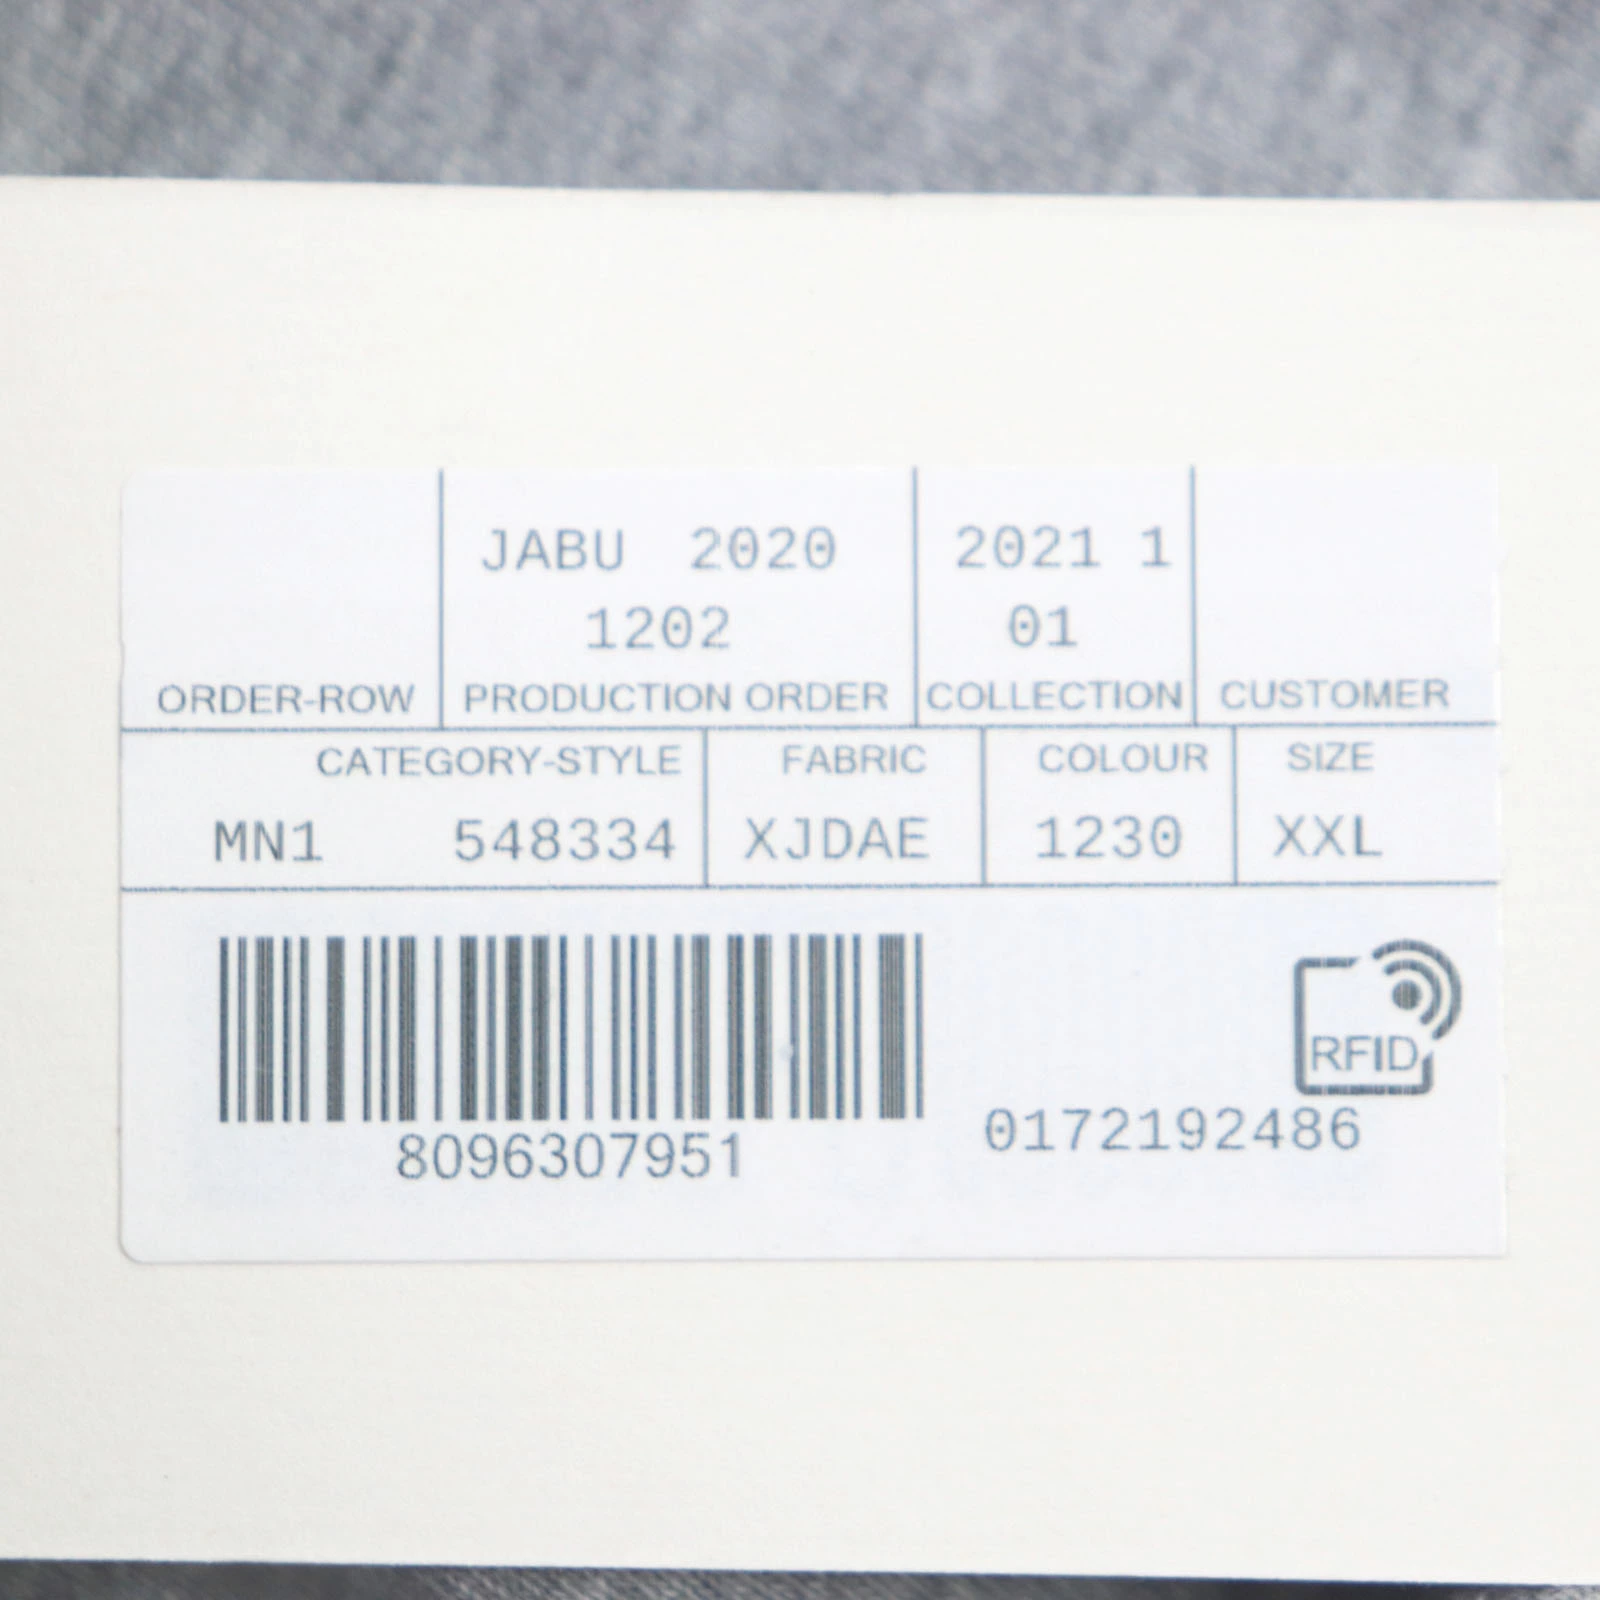 JABU 2020 2021 1
1202 01
ORDER-ROW PRODUCTION ORDER COLLECTION CUSTOMER
CATEGORY-STYLE FABRIC COLOUR SIZE
MN1 548334 XJDAE 1230 XXL
RFID
8096307951 0172192486